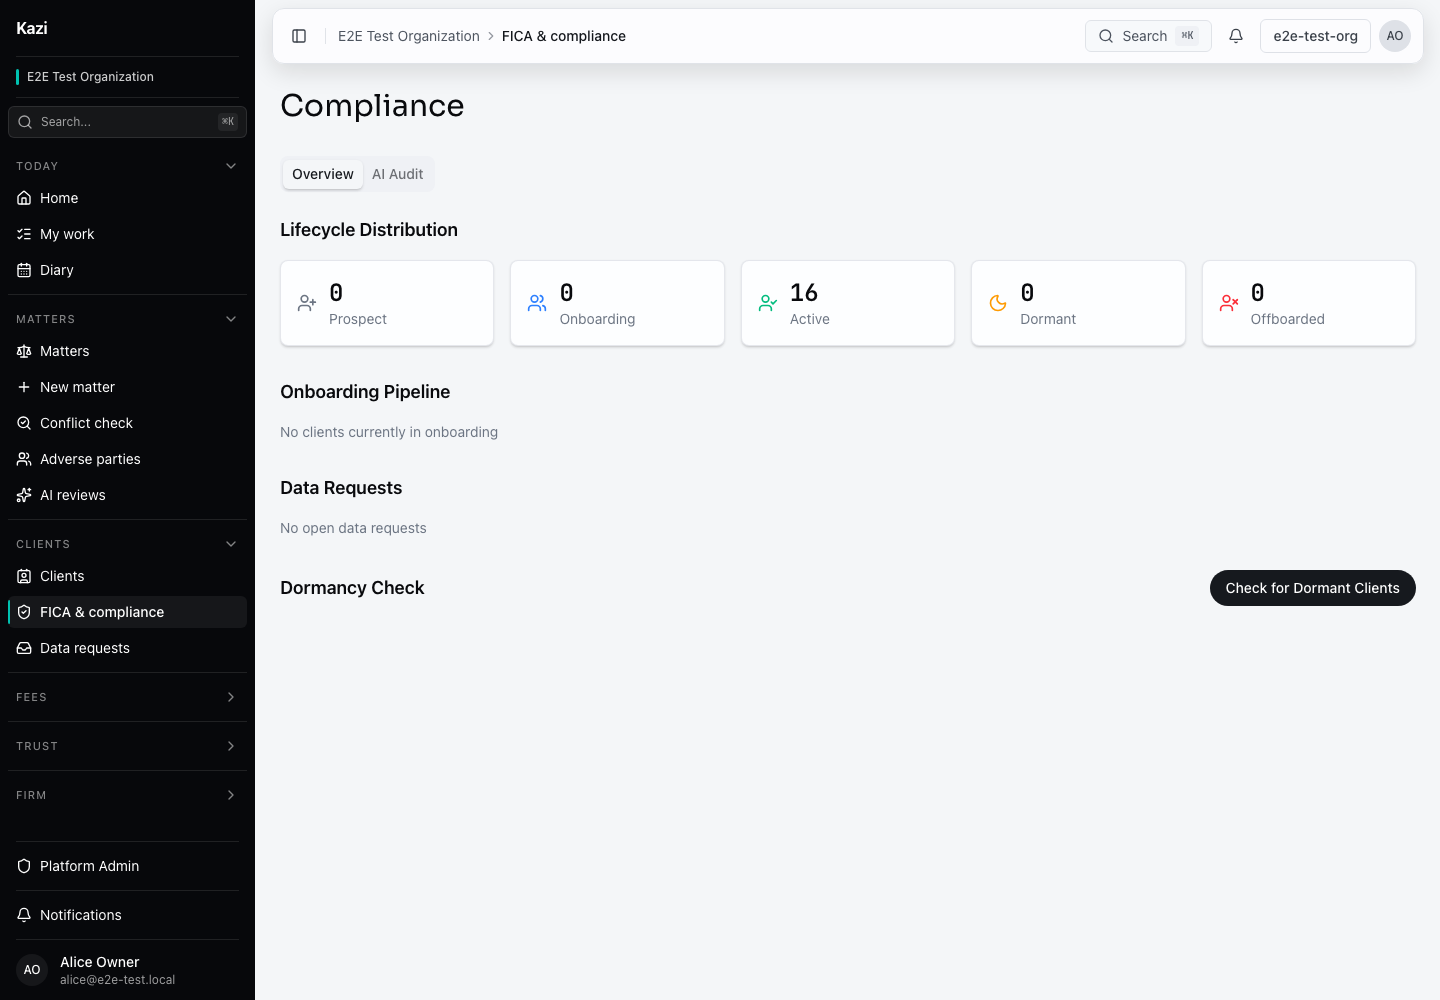 Kazi
E2E Test Organization
Search... ⌘K
TODAY
Home
My work
Diary
MATTERS
Matters
New matter
Conflict check
Adverse parties
AI reviews
CLIENTS
Clients
FICA & compliance
Data requests
FEES
TRUST
FIRM
Platform Admin
Notifications
AO
Alice Owner
alice@e2e-test.local
E2E Test Organization FICA & compliance
Search ⌘K
e2e-test-org
AO
Compliance
Overview AI Audit
Lifecycle Distribution
0
Prospect
0
Onboarding
16
Active
0
Dormant
0
Offboarded
Onboarding Pipeline
No clients currently in onboarding
Data Requests
No open data requests
Dormancy Check
Check for Dormant Clients